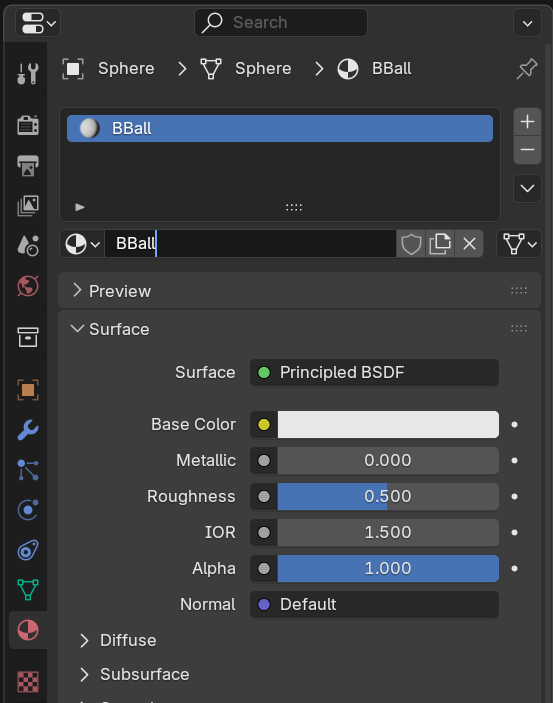 Search
Sphere Sphere BBall
BBall
BBall
Preview
Surface
Surface Principled BSDF
Base Color
Metallic 0.000
Roughness 0.500
IOR 1.500
Alpha 1.000
Normal Default
Diffuse
Subsurface